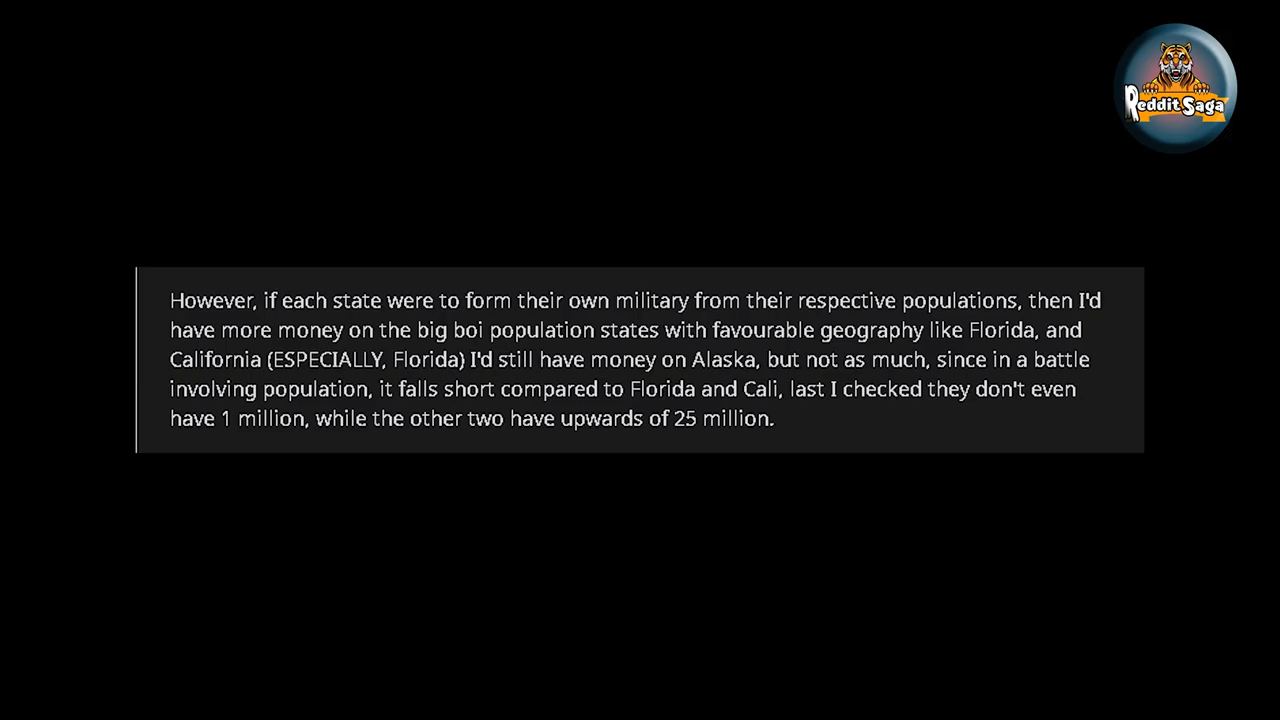 Reddit Saga
However, if each state were to form their own military from their respective populations, then I'd
have more money on the big boi population states with favourable geography like Florida, and
California (ESPECIALLY, Florida) I'd still have money on Alaska, but not as much, since in a battle
involving population, it falls short compared to Florida and Cali, last I checked they don't even
have 1 million, while the other two have upwards of 25 million.